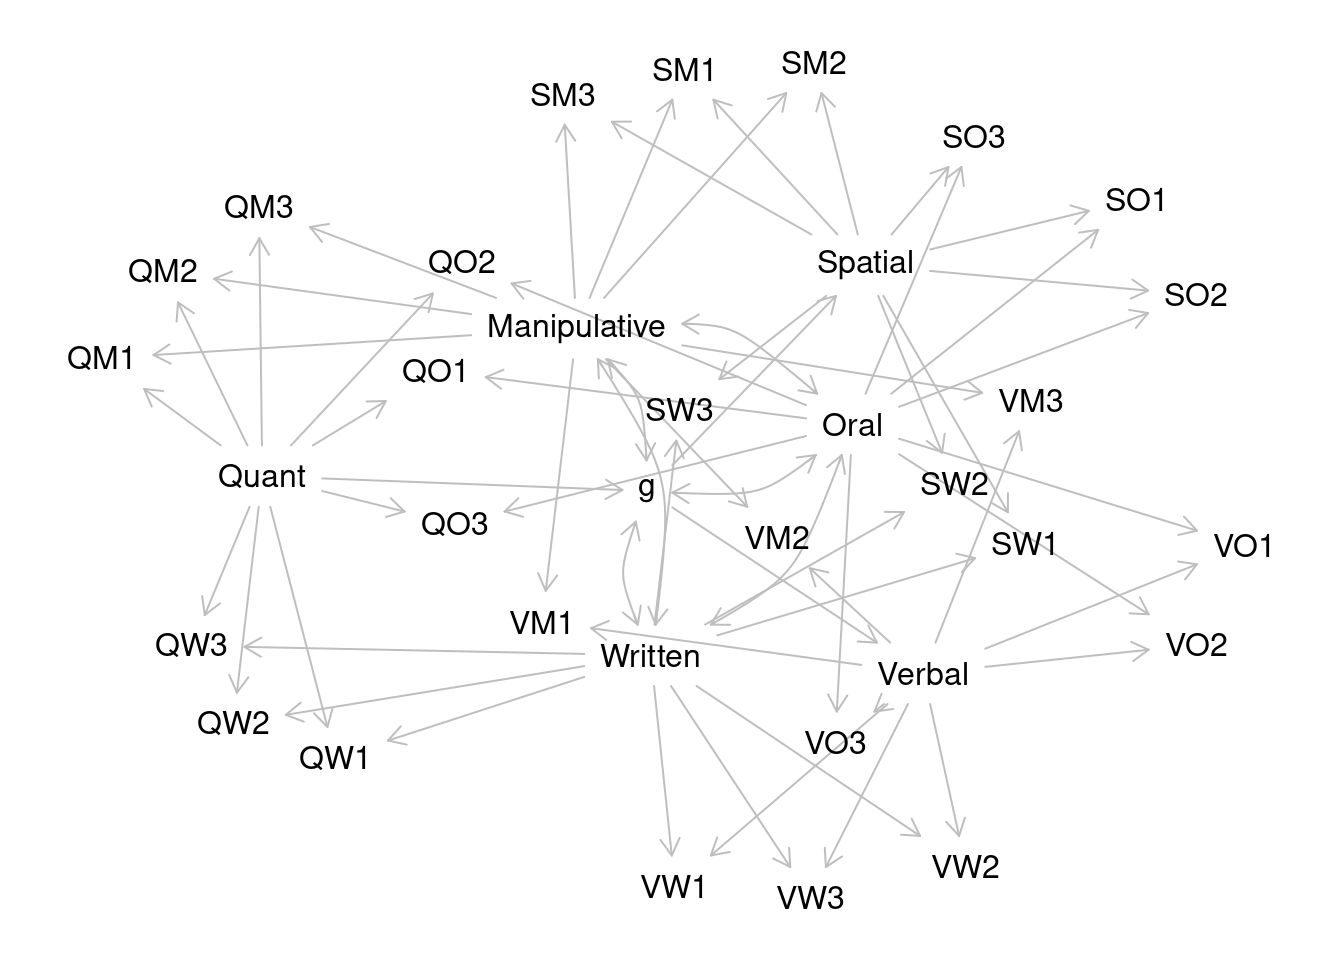 SM2
SM1
SM3
SO3
SO1
QM3
QO2
Spatial
QM2
SO2
Manipulative
QM1
QO1
VM3
SW3
Oral
Quant
g
SW2
QO3
VM2
SW1
VO1
VM1
QW3
Written
VO2
Verbal
QW2
VO3
QW1
VW2
VW1
VW3